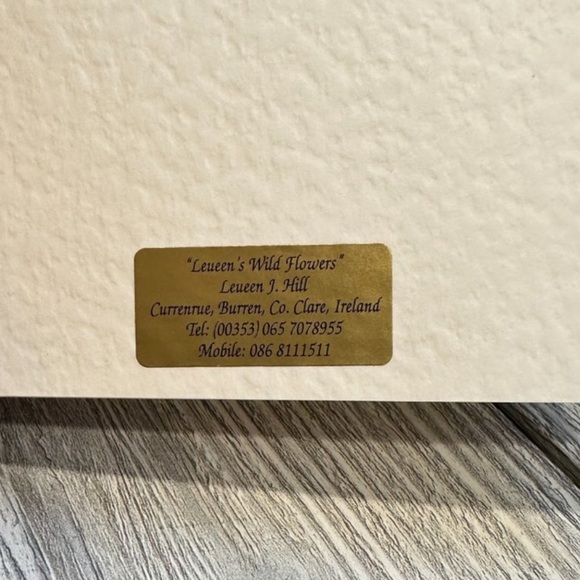 "Leueen's Wild Flowers"
Leueen J. Hill
Currenrue, Burren, Co. Clare, Ireland
Tel: (00353) 065 7078955
Mobile: 086 8111511